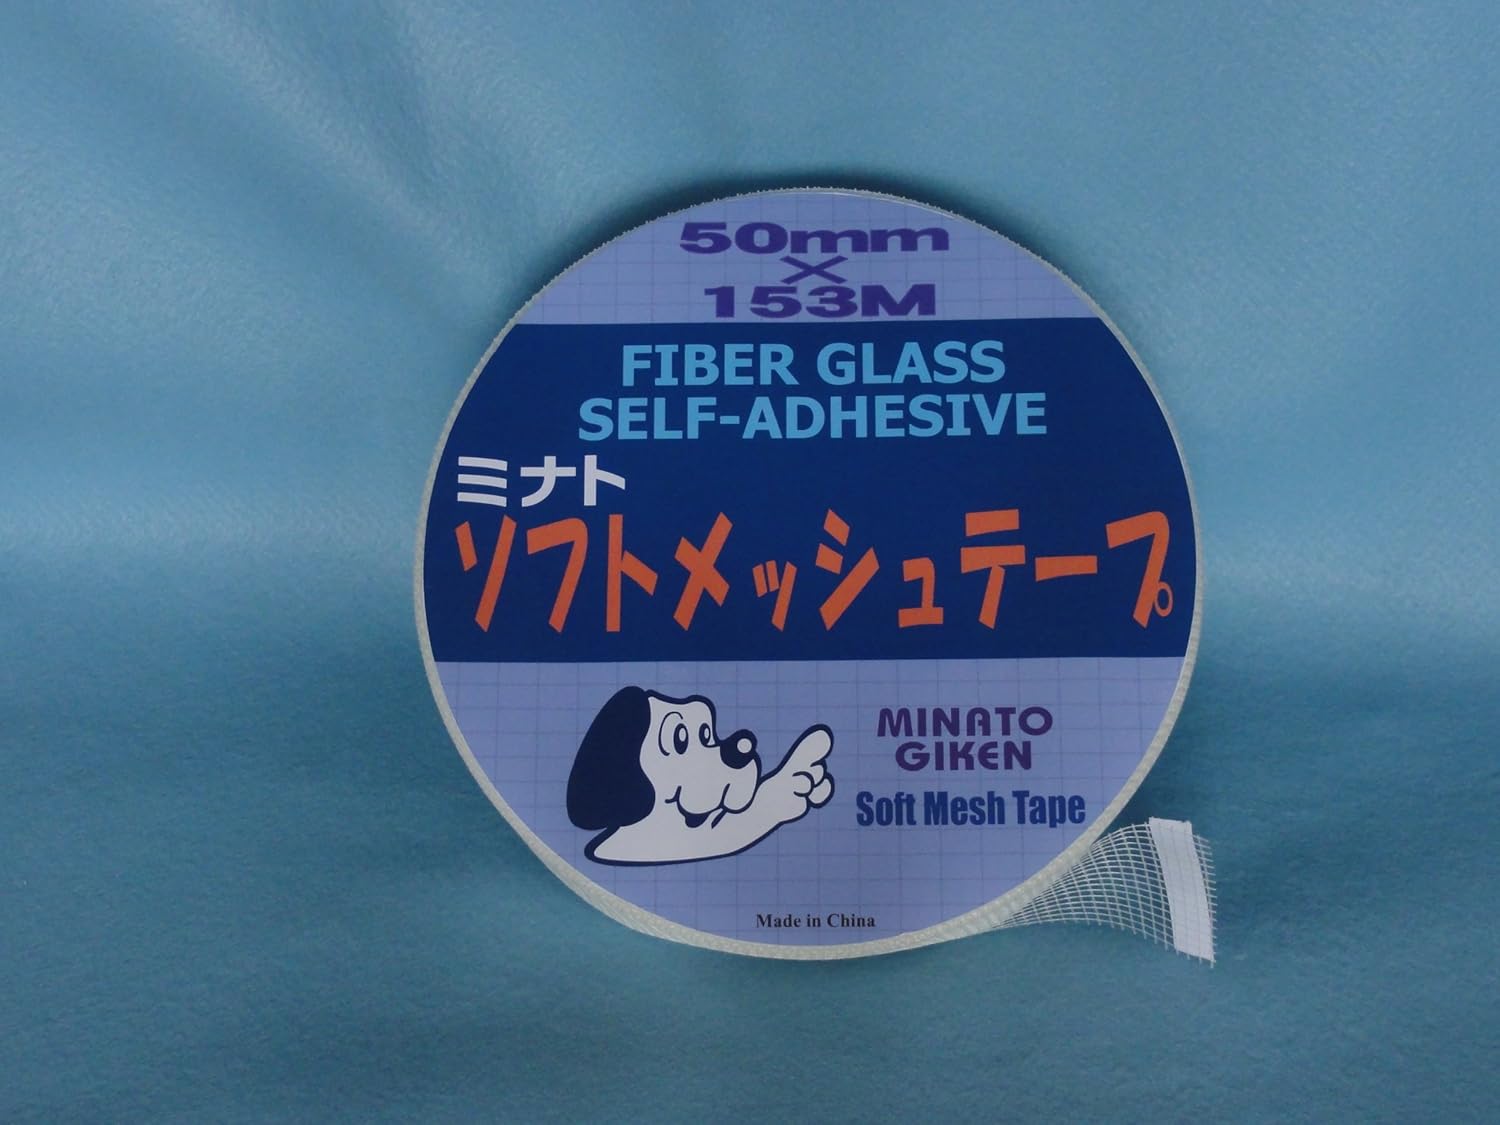 50mm
×
153M
FIBER GLASS
SELF-ADHESIVE
ミナト
ソフトメッシュテープ
MINATO
GIKEN
Soft Mesh Tape
Made in China